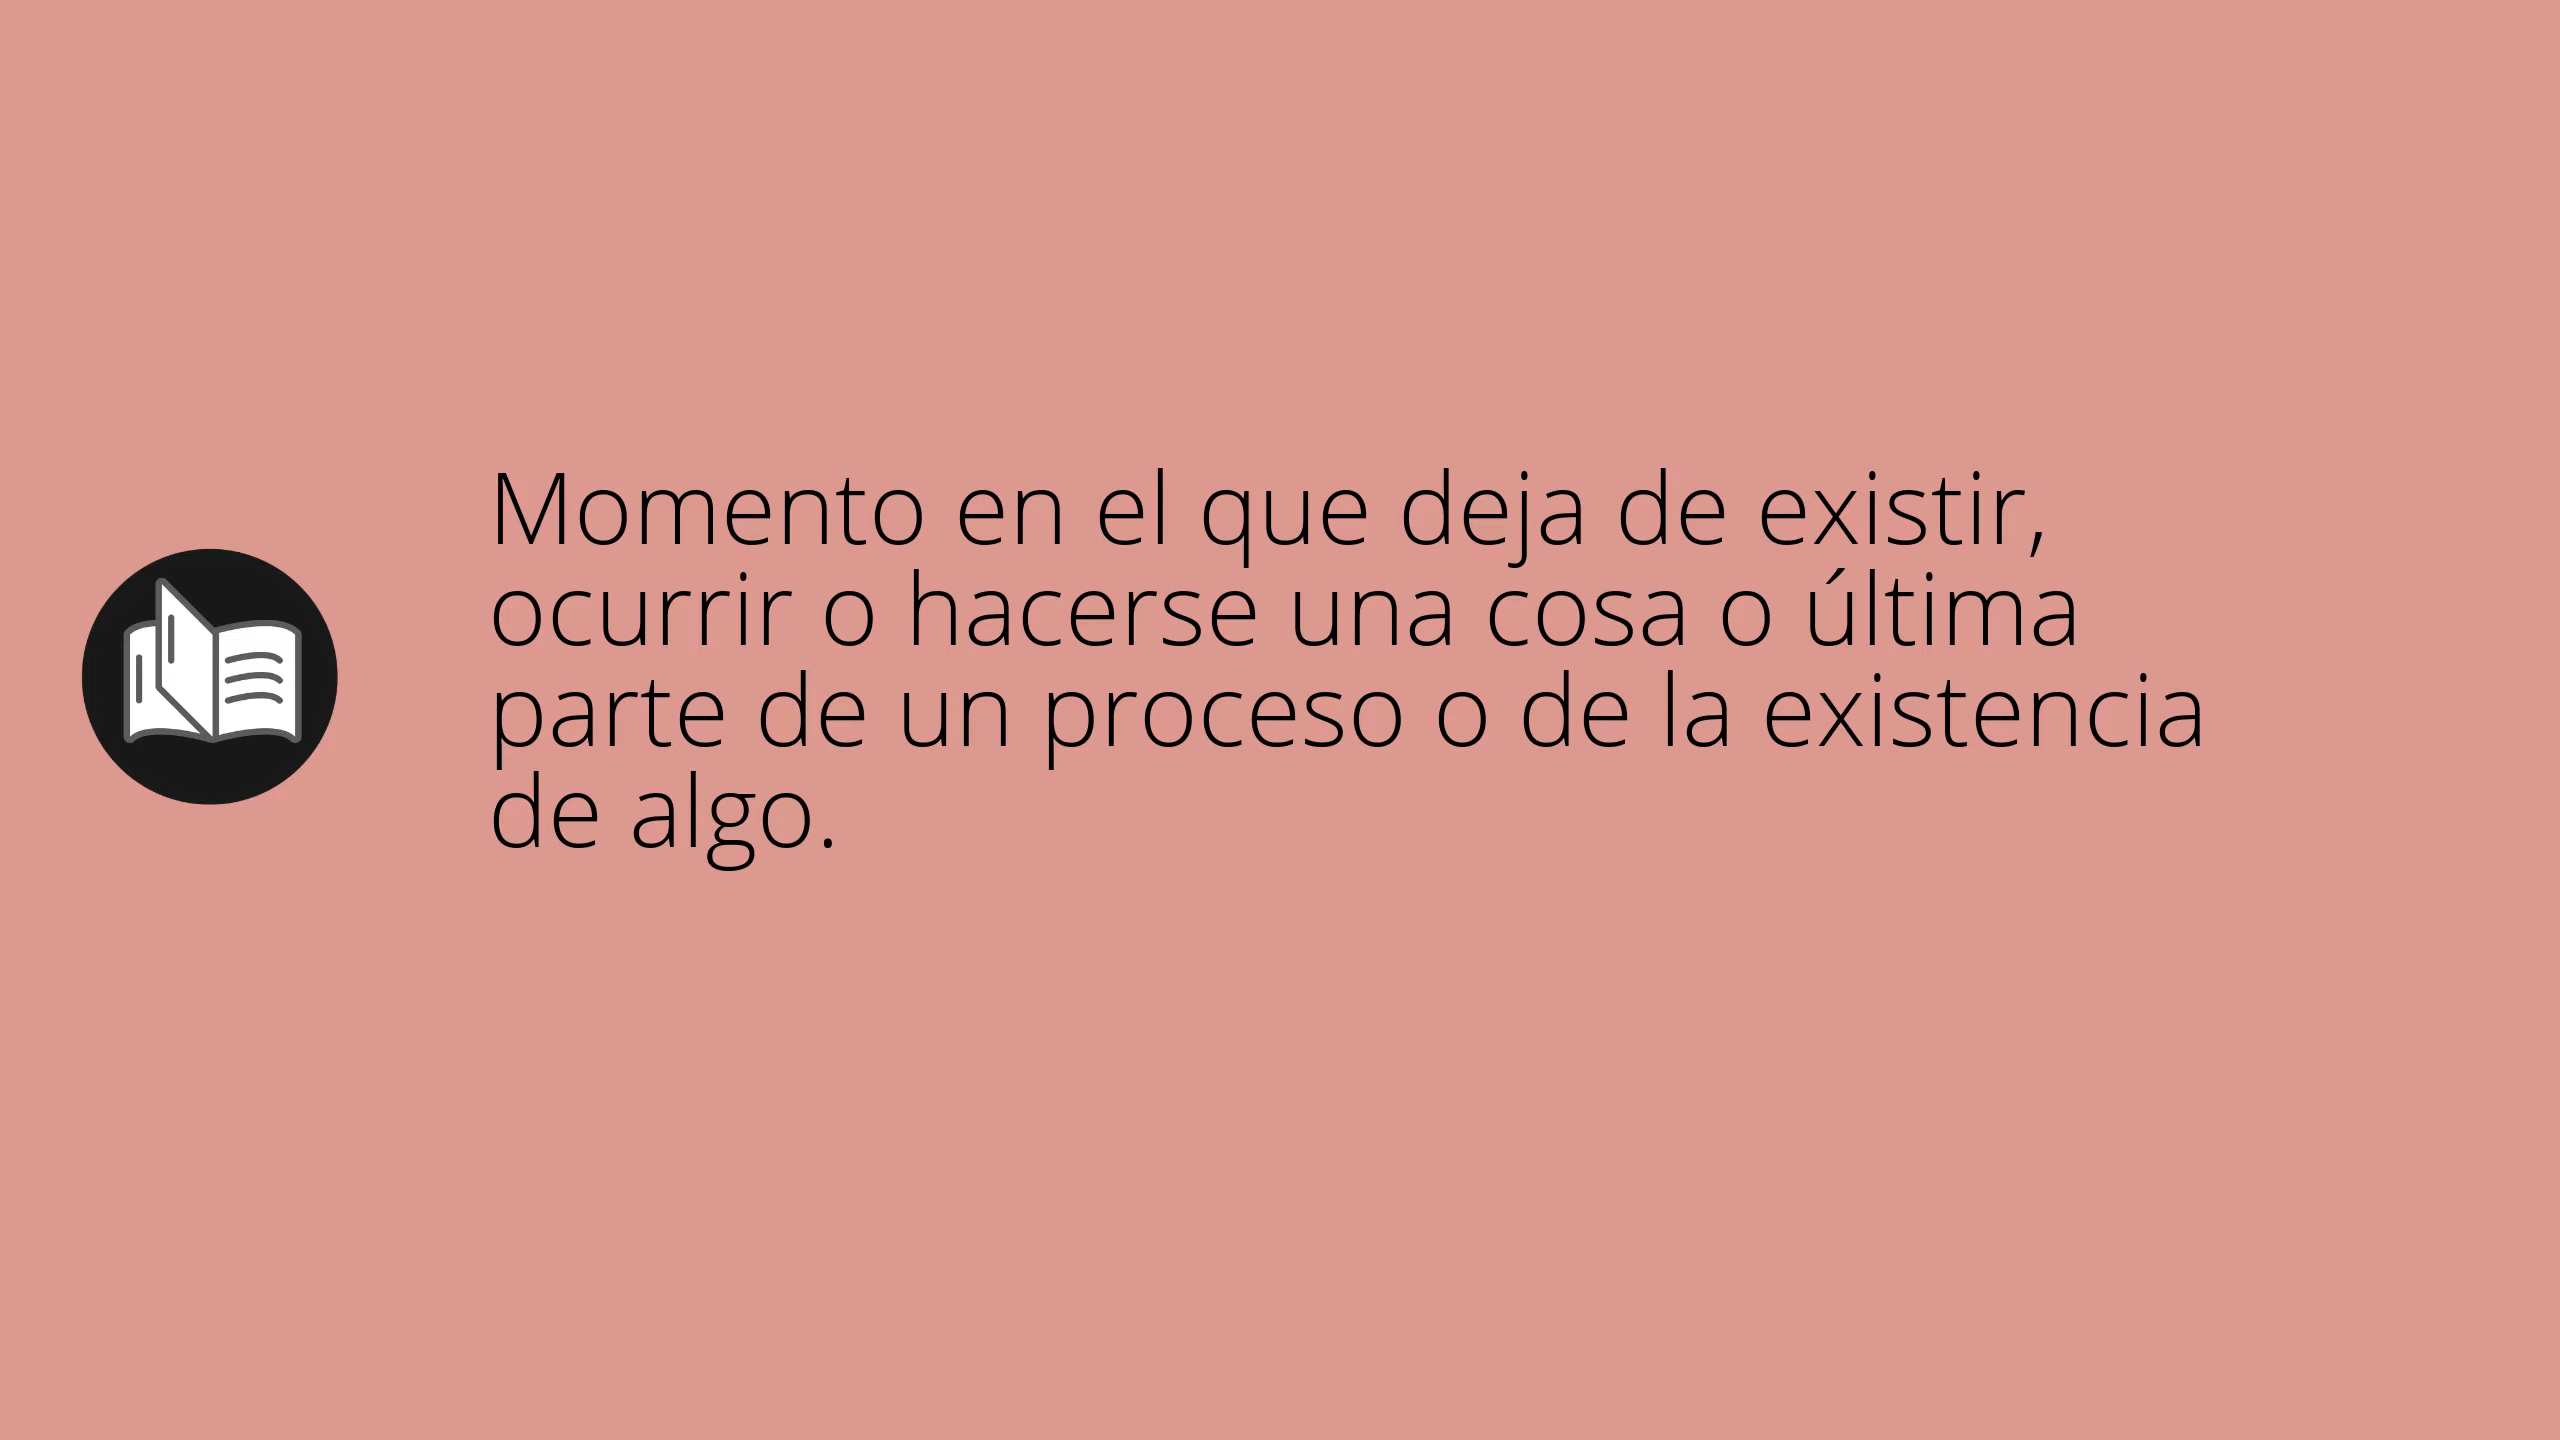 Momento en el que deja de existir,
ocurrir o hacerse una cosa o última
parte de un proceso o de la existencia
de algo.